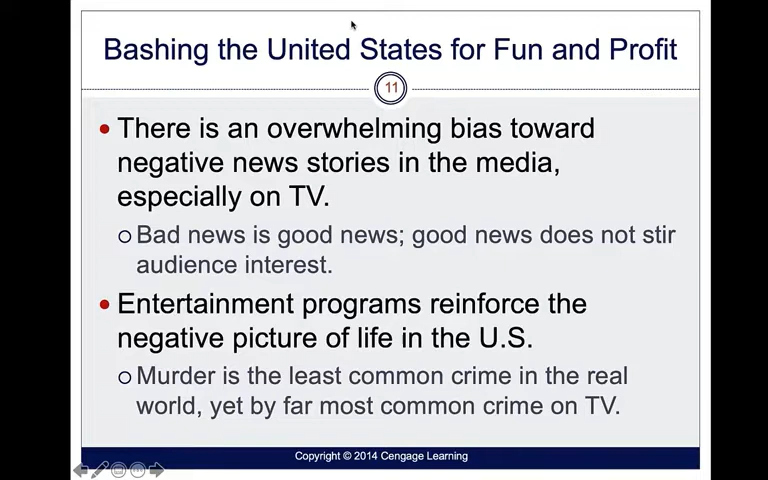 Bashing the United States for Fun and Profit
11
• There is an overwhelming bias toward
negative news stories in the media,
especially on TV.
o Bad news is good news; good news does not stir
audience interest.
• Entertainment programs reinforce the
negative picture of life in the U.S.
o Murder is the least common crime in the real
world, yet by far most common crime on TV.
Copyright © 2014 Cengage Learning